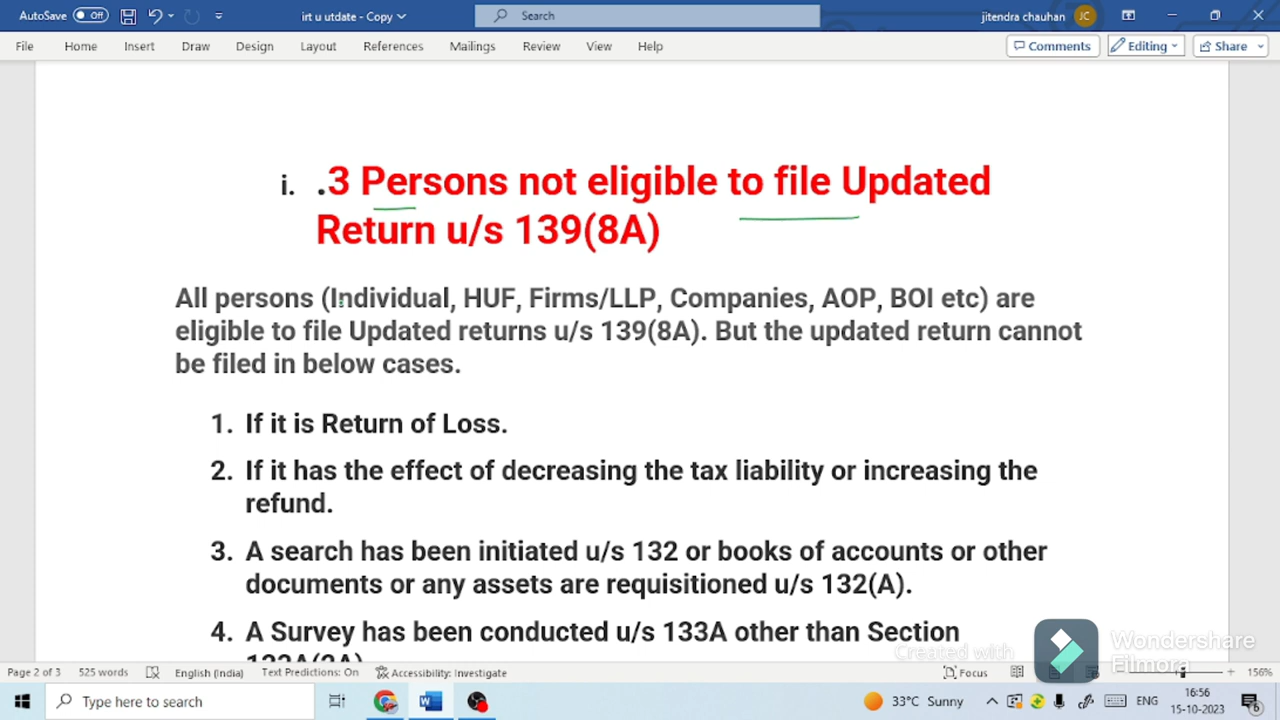 AutoSave Off irt u utdate - Copy Search jitendra chauhan JC
File Home Insert Draw Design Layout References Mailings Review View Help Comments Editing Share
i. .3 Persons not eligible to file Updated
Return u/s 139(8A)
All persons (Individual, HUF, Firms/LLP, Companies, AOP, BOI etc) are
eligible to file Updated returns u/s 139(8A). But the updated return cannot
be filed in below cases.
1. If it is Return of Loss.
2. If it has the effect of decreasing the tax liability or increasing the
refund.
3. A search has been initiated u/s 132 or books of accounts or other
documents or any assets are requisitioned u/s 132(A).
4. A Survey has been conducted u/s 133A other than Section
Created with Wondershare
Elmora
Page 2 of 3 525 words English (India) Text Predictions: On Accessibility: Investigate Focus 156%
Type here to search 33°C Sunny ENG 16:56
15-10-2023